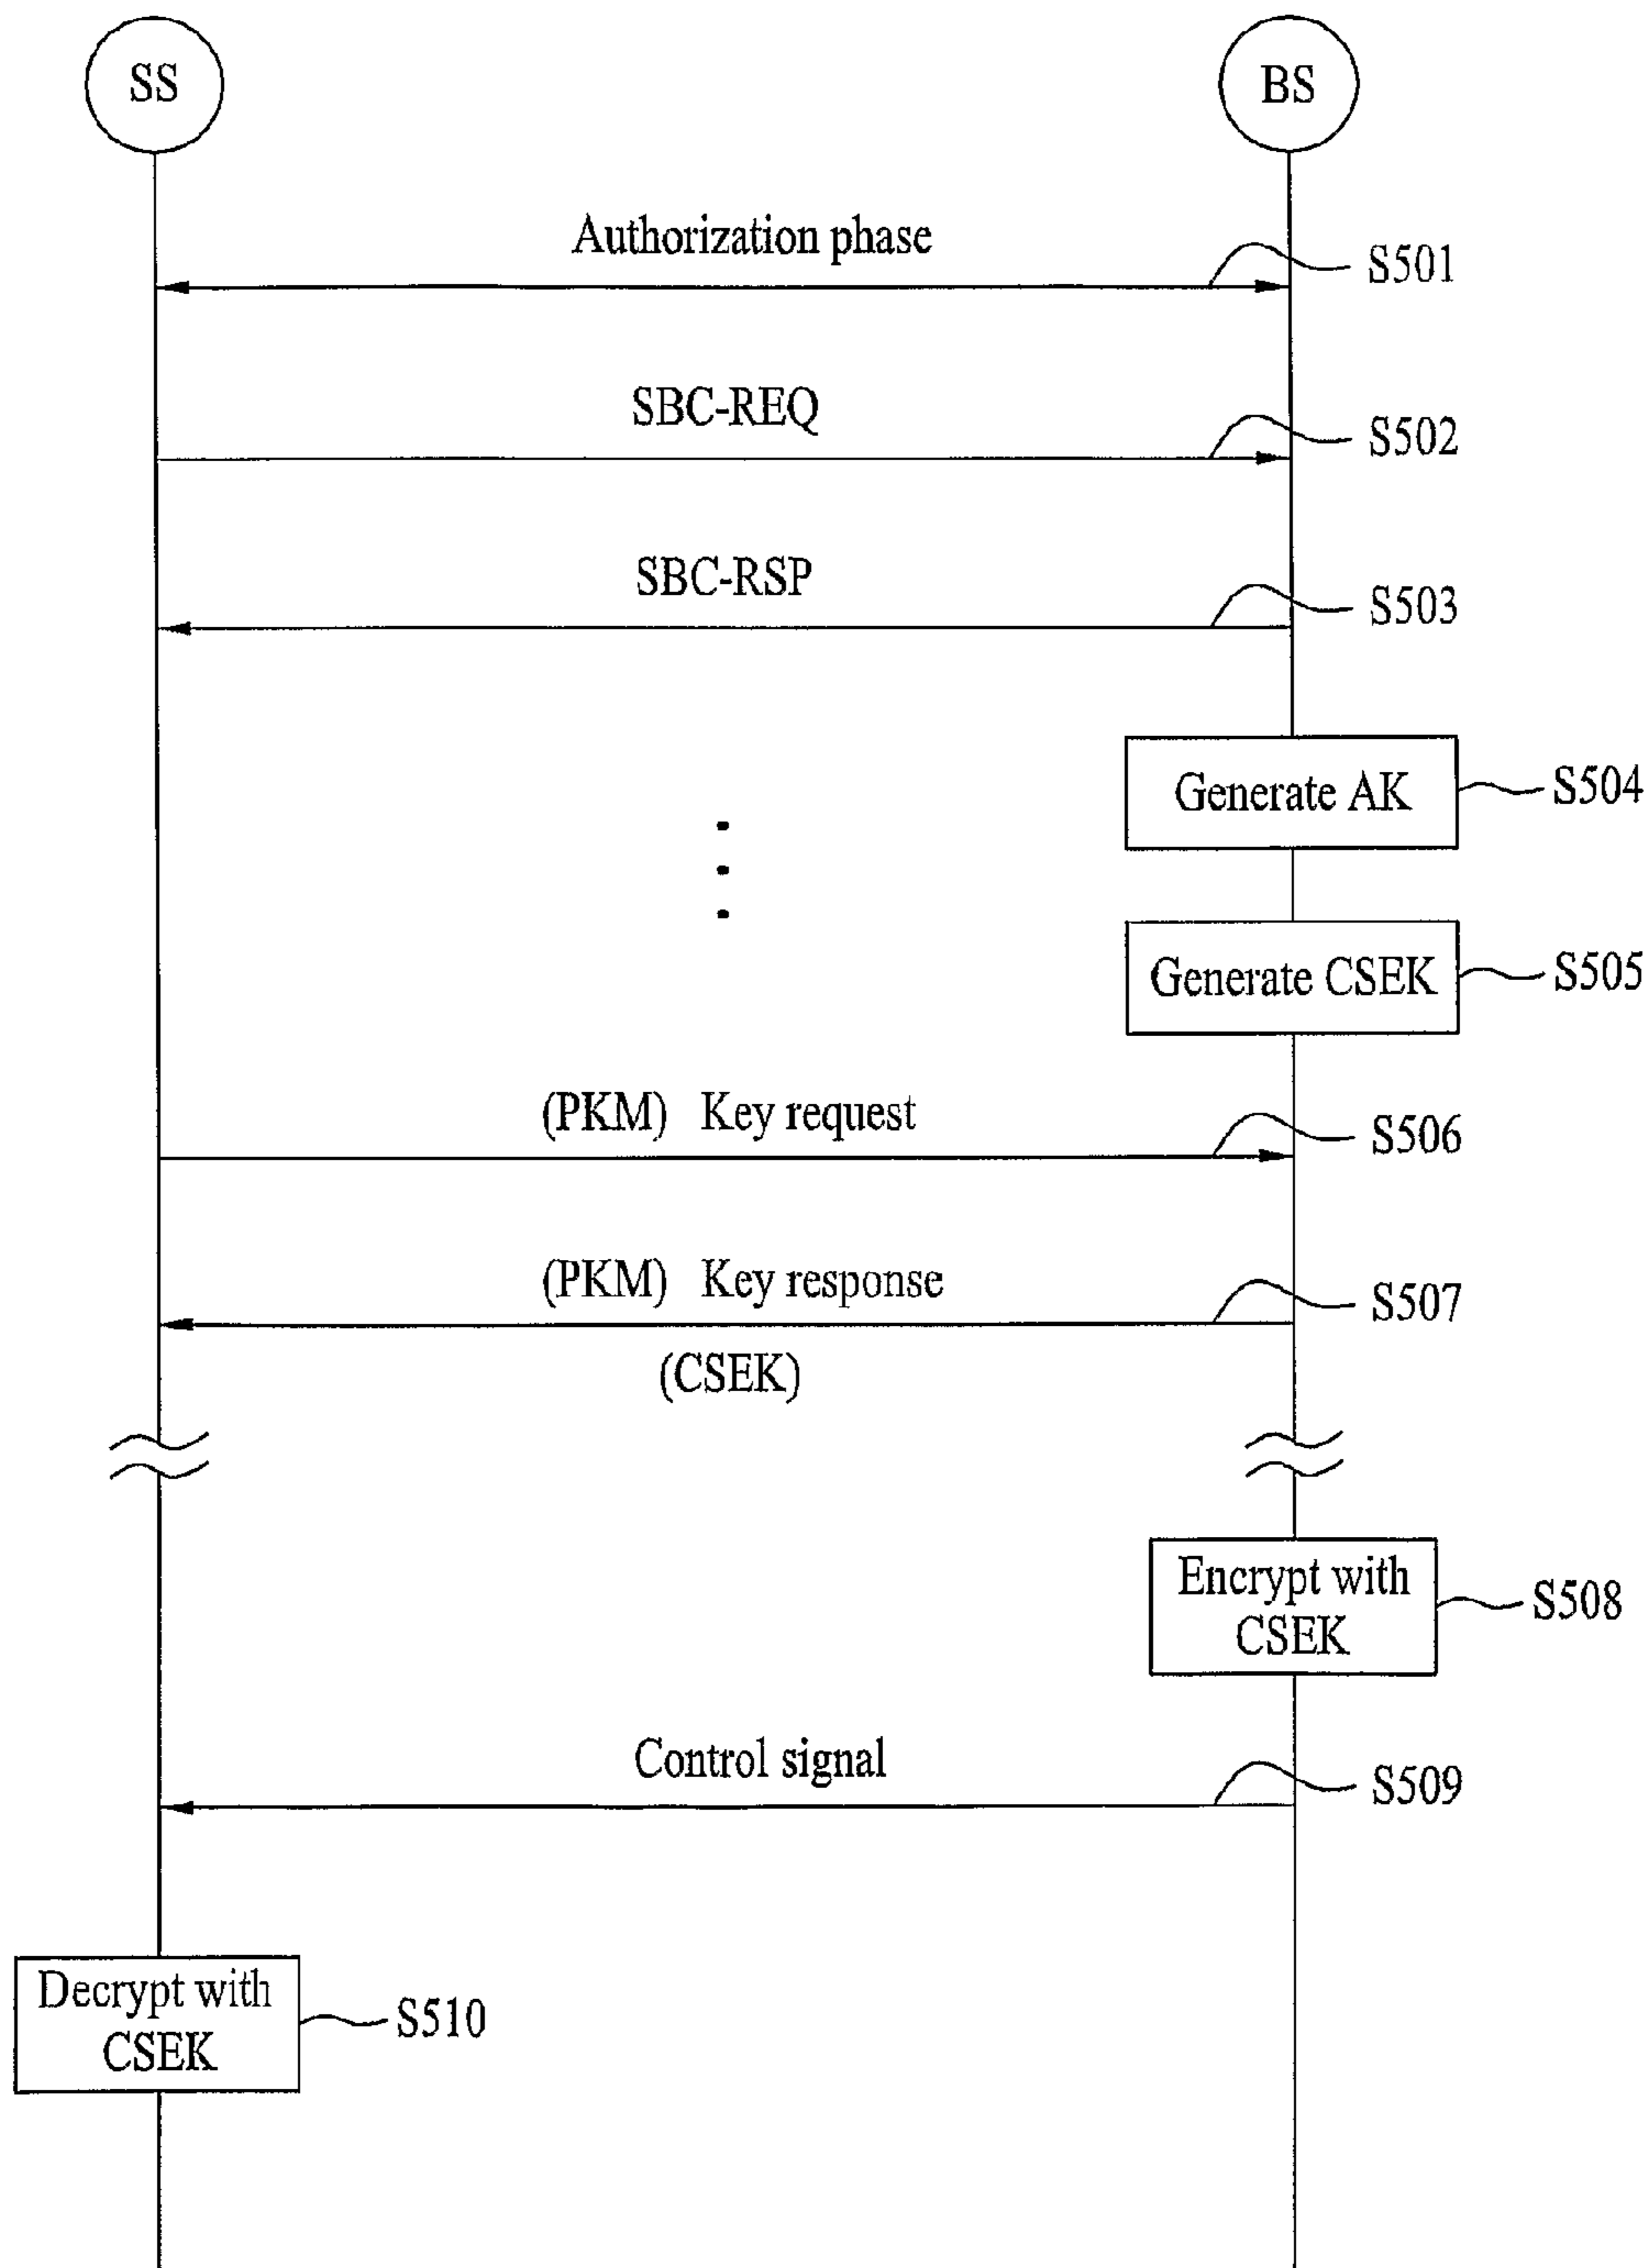 SS
BS
Authorization phase
S501
SBC-REQ
S502
SBC-RSP
S503
Generate AK
S504
Generate CSEK
S505
(PKM) Key request
S506
(PKM) Key response
S507
(CSEK)
Encrypt with
CSEK
S508
Control signal
S509
Decrypt with
CSEK
S510